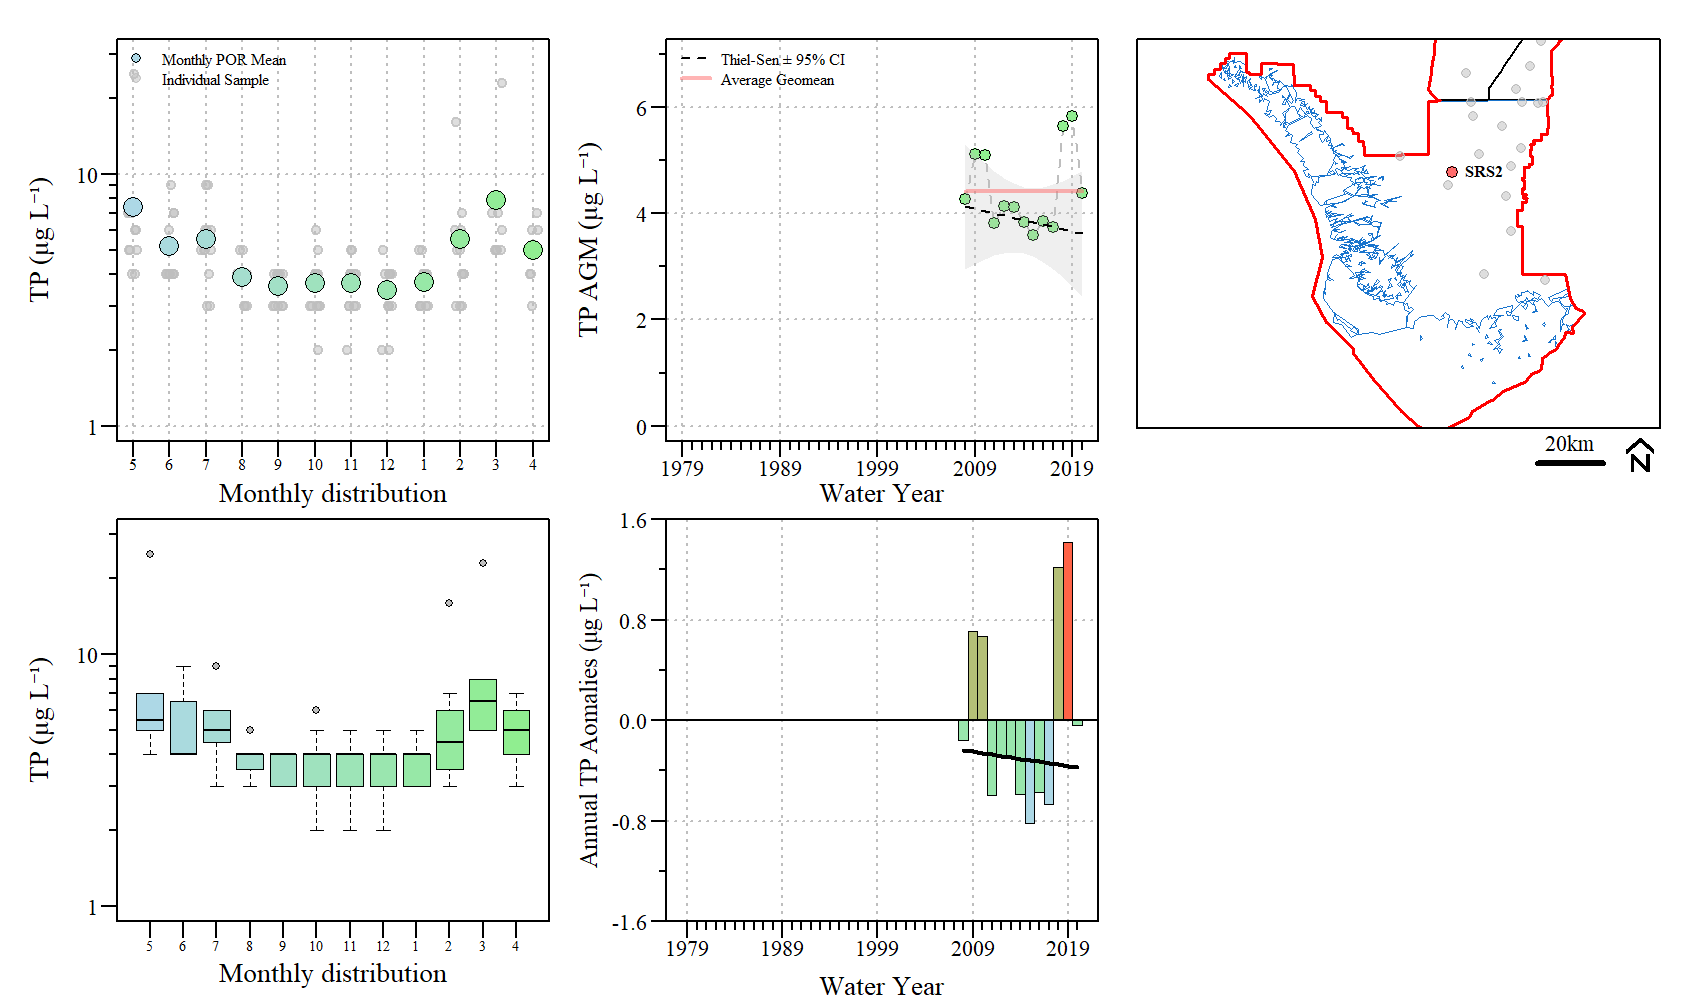 TP (µg L⁻¹)
10
1
Monthly POR Mean
Individual Sample
5 6 7 8 9 10 11 12 1 2 3 4
Monthly distribution
TP AGM (µg L⁻¹)
6
4
2
0
Thiel-Sen ± 95% CI
Average Geomean
1979 1989 1999 2009 2019
Water Year
SRS2
20km
N
TP (µg L⁻¹)
10
1
5 6 7 8 9 10 11 12 1 2 3 4
Monthly distribution
Annual TP Aomalies (µg L⁻¹)
1.6
0.8
0.0
-0.8
-1.6
1979 1989 1999 2009 2019
Water Year